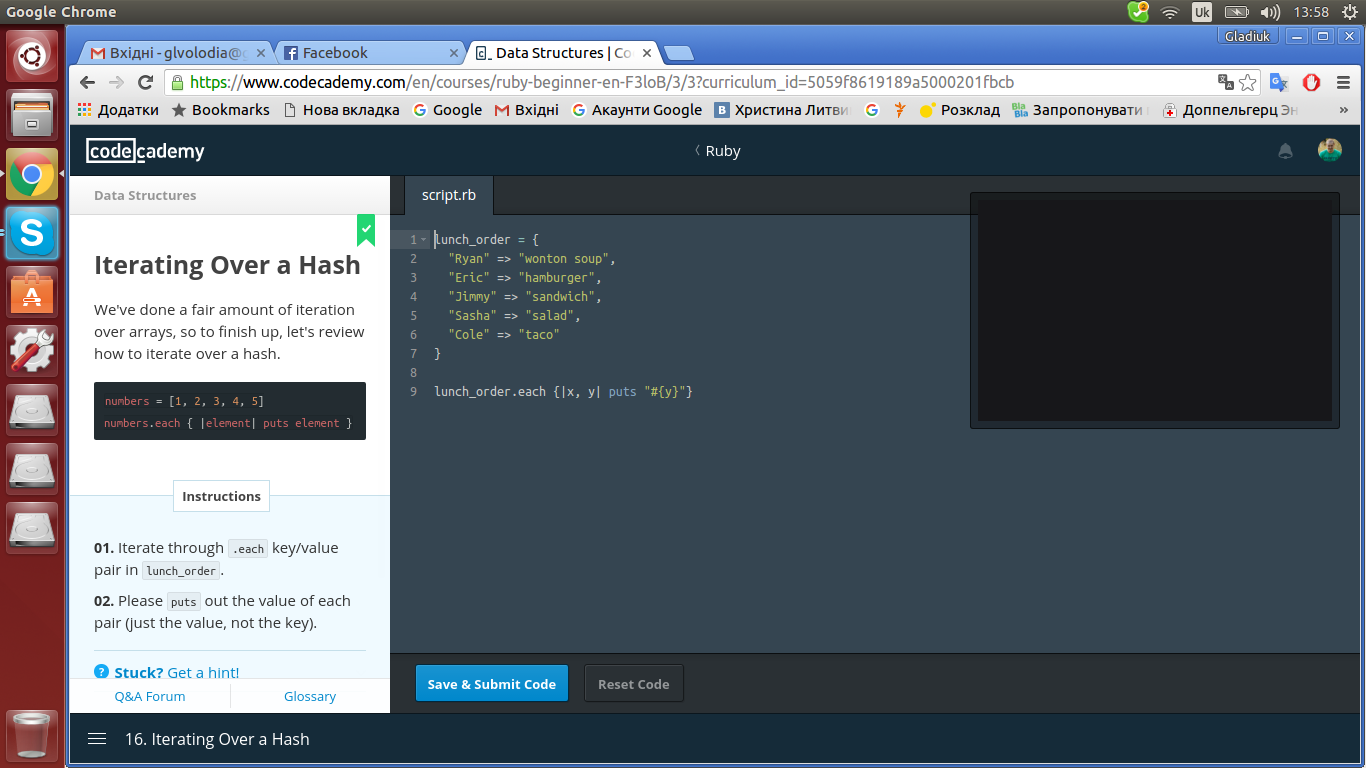 Google Chrome
2
Uk
13:58
Gladiuk
Вхідні - glvolodia@g
Facebook
Data Structures | Co
https://www.codecademy.com/en/courses/ruby-beginner-en-F3loB/3/3?curriculum_id=5059f8619189a5000201fbcb
Додатки
Bookmarks
Нова вкладка
Google
Вхідні
Акаунти Google
Христина Литви
Розклад
Bla Bla
Запропонувати
Доппельгерц Эн
»
codecademy
Ruby
Data Structures
script.rb
Iterating Over a Hash
We've done a fair amount of iteration
over arrays, so to finish up, let's review
how to iterate over a hash.
numbers = [1, 2, 3, 4, 5]
numbers.each { |element| puts element }
Instructions
01. Iterate through .each key/value
pair in lunch_order.
02. Please puts out the value of each
pair (just the value, not the key).
? Stuck? Get a hint!
Q&A Forum
Glossary
1 lunch_order = {
2 "Ryan" => "wonton soup",
3 "Eric" => "hamburger",
4 "Jimmy" => "sandwich",
5 "Sasha" => "salad",
6 "Cole" => "taco"
7 }
8
9 lunch_order.each {|x, y| puts "#{y}"}
Save & Submit Code
Reset Code
16. Iterating Over a Hash